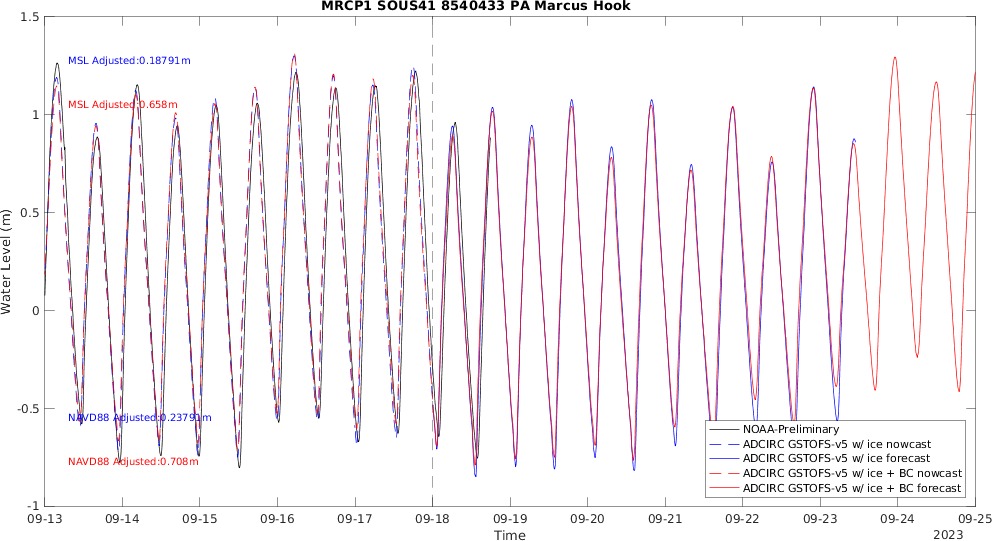 MRCP1 SOUS41 8540433 PA Marcus Hook
1.5
1
0.5
0
-0.5
-1
Water Level (m)
MSL Adjusted:0.18791m
MSL Adjusted:0.658m
NAVD88 Adjusted:0.23791m
NAVD88 Adjusted:0.708m
NOAA-Preliminary
ADCIRC GSTOFS-v5 w/ ice nowcast
ADCIRC GSTOFS-v5 w/ ice forecast
ADCIRC GSTOFS-v5 w/ ice + BC nowcast
ADCIRC GSTOFS-v5 w/ ice + BC forecast
09-13 09-14 09-15 09-16 09-17 09-18 09-19 09-20 09-21 09-22 09-23 09-24 09-25
Time
2023